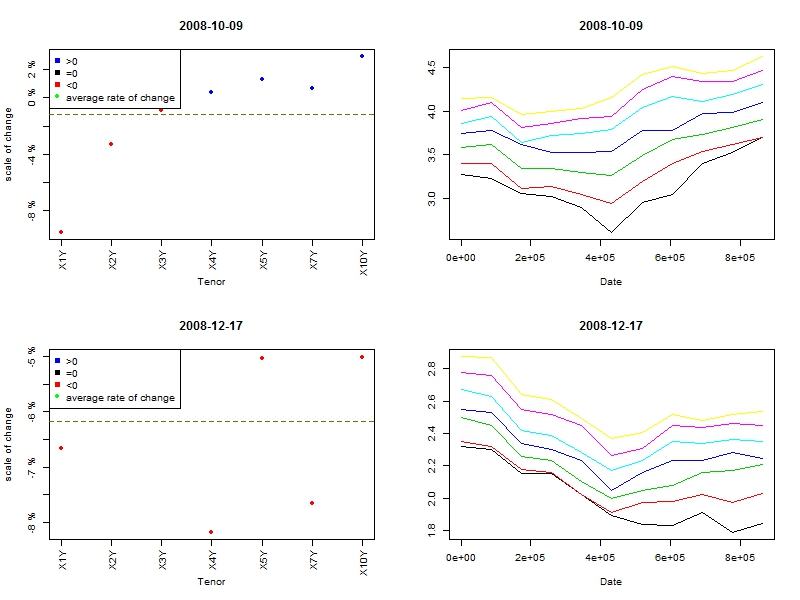 2008-10-09
scale of change
2 %
0 %
-4 %
-8 %
>0
=0
<0
average rate of change
X1Y
X2Y
X3Y
X4Y
X5Y
X7Y
X10Y
Tenor
2008-10-09
4.5
4.0
3.5
3.0
0e+00
2e+05
4e+05
6e+05
8e+05
Date
2008-12-17
scale of change
-5 %
-6 %
-7 %
-8 %
>0
=0
<0
average rate of change
X1Y
X2Y
X3Y
X4Y
X5Y
X7Y
X10Y
Tenor
2008-12-17
2.8
2.6
2.4
2.2
2.0
1.8
0e+00
2e+05
4e+05
6e+05
8e+05
Date